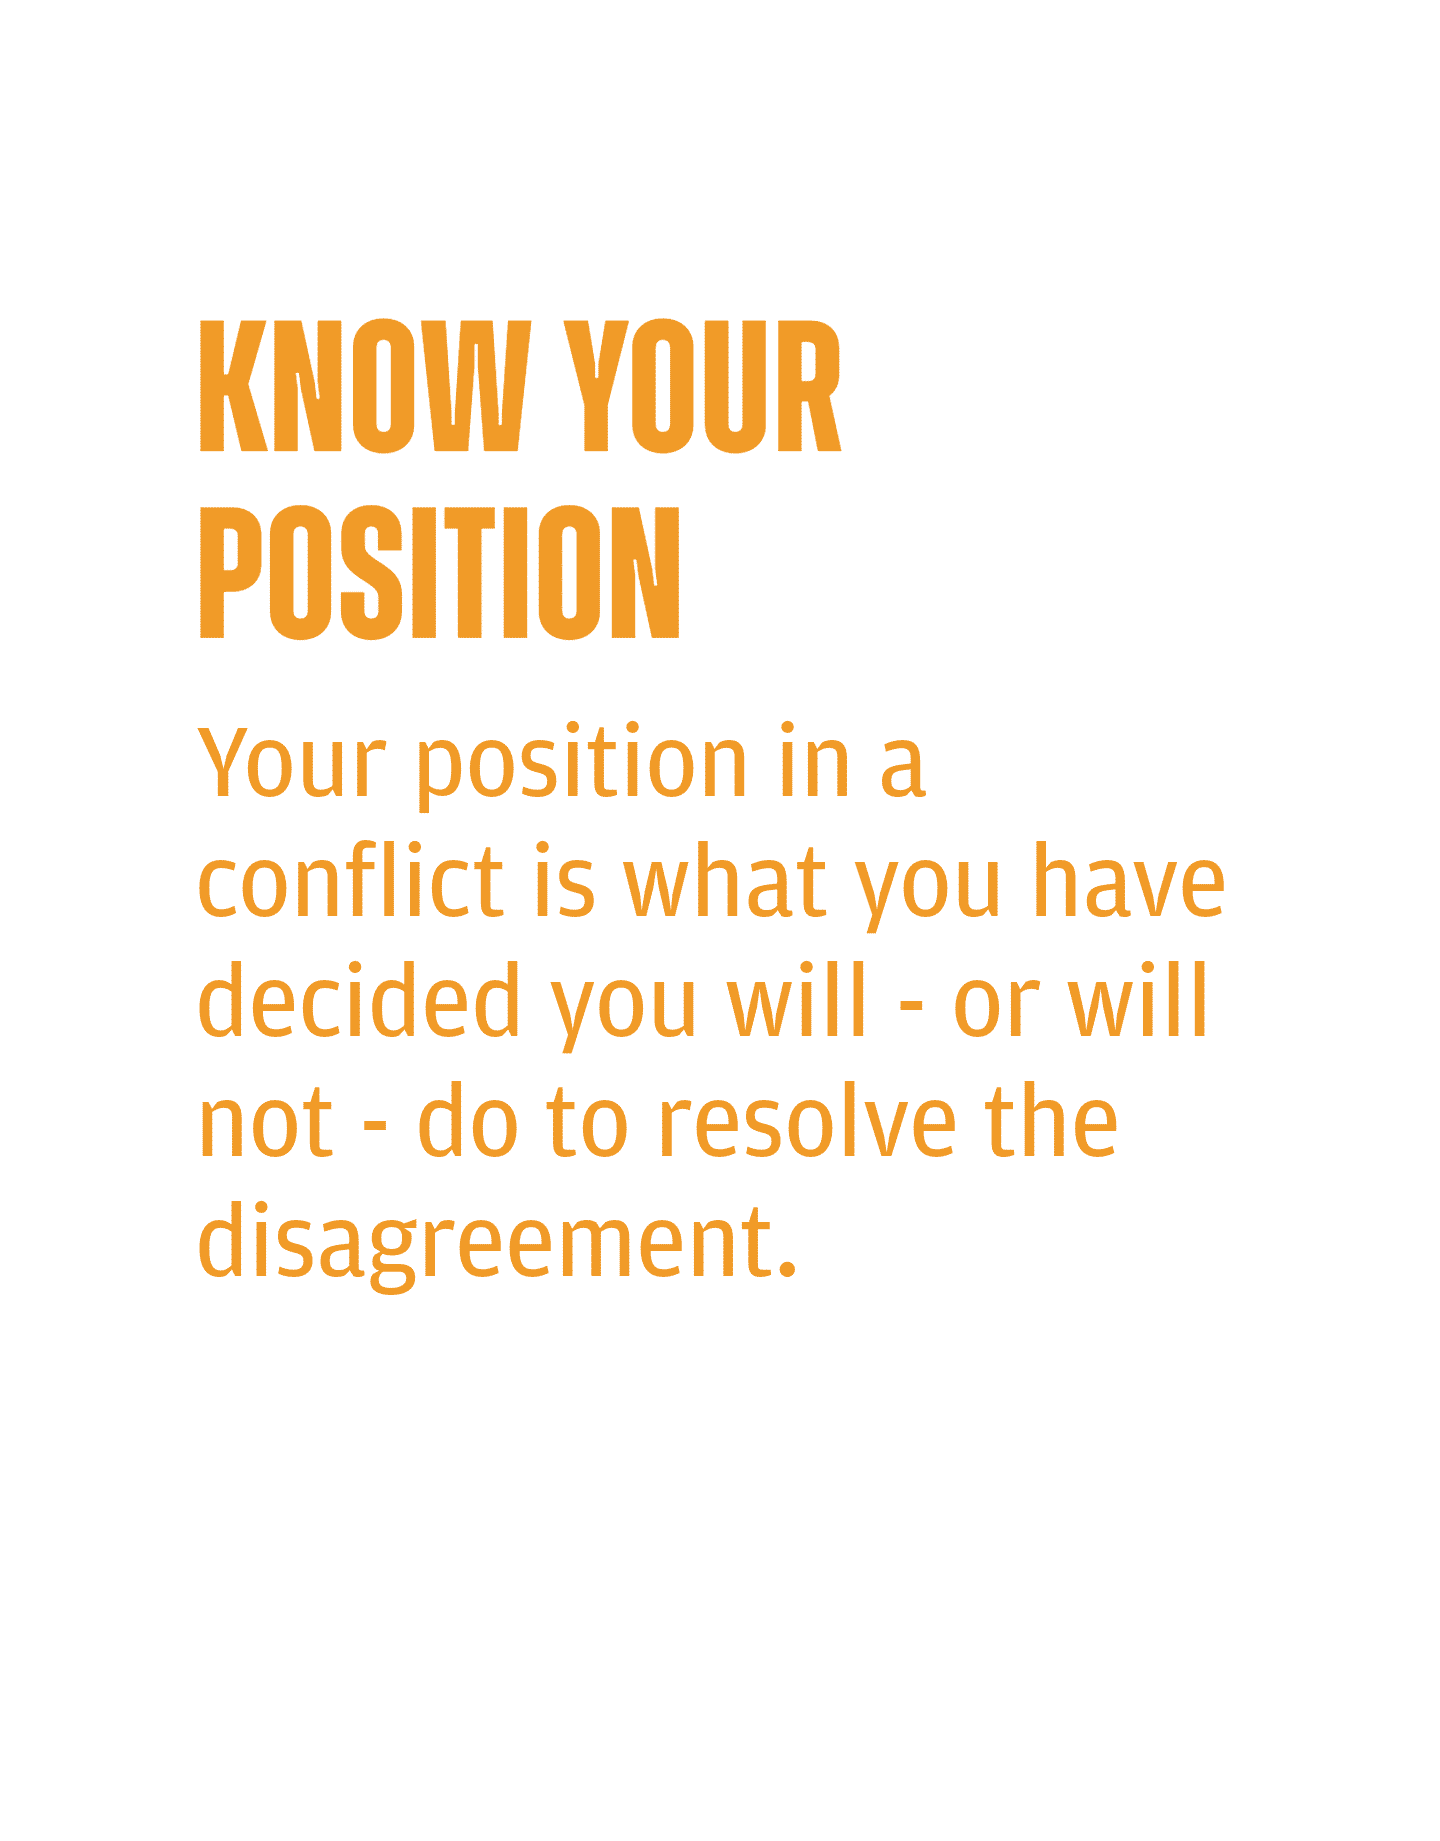 KNOW YOUR
POSITION
Your position in a
conflict is what you have
decided you will - or will
not - do to resolve the
disagreement.